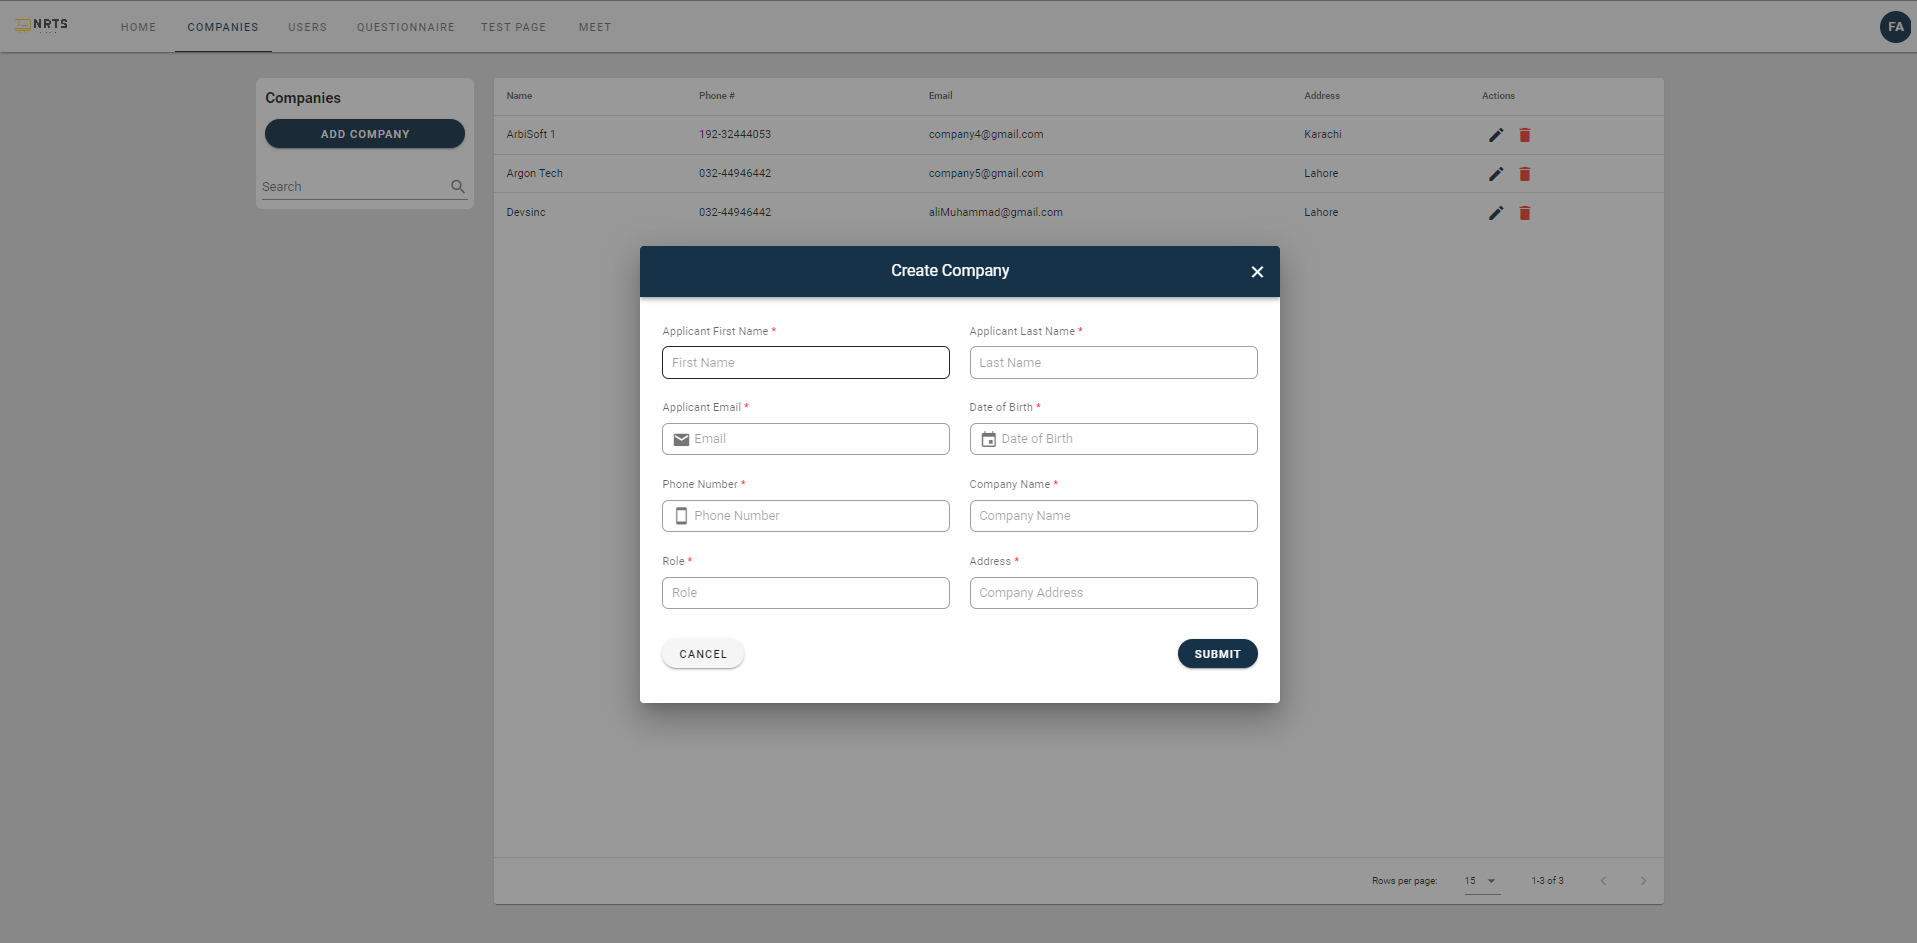 NRTS
HOME COMPANIES USERS QUESTIONNAIRE TEST PAGE MEET
FA
Companies
ADD COMPANY
Search
Name Phone # Email Address Actions
ArbiSoft 1 192-32444053 company4@gmail.com Karachi
Argon Tech 032-44946442 company5@gmail.com Lahore
Devsinc 032-44946442 aliMuhammad@gmail.com Lahore
Create Company
Applicant First Name * Applicant Last Name *
First Name Last Name
Applicant Email * Date of Birth *
Email Date of Birth
Phone Number * Company Name *
Phone Number Company Name
Role * Address *
Role Company Address
CANCEL SUBMIT
Rows per page: 15 1-3 of 3